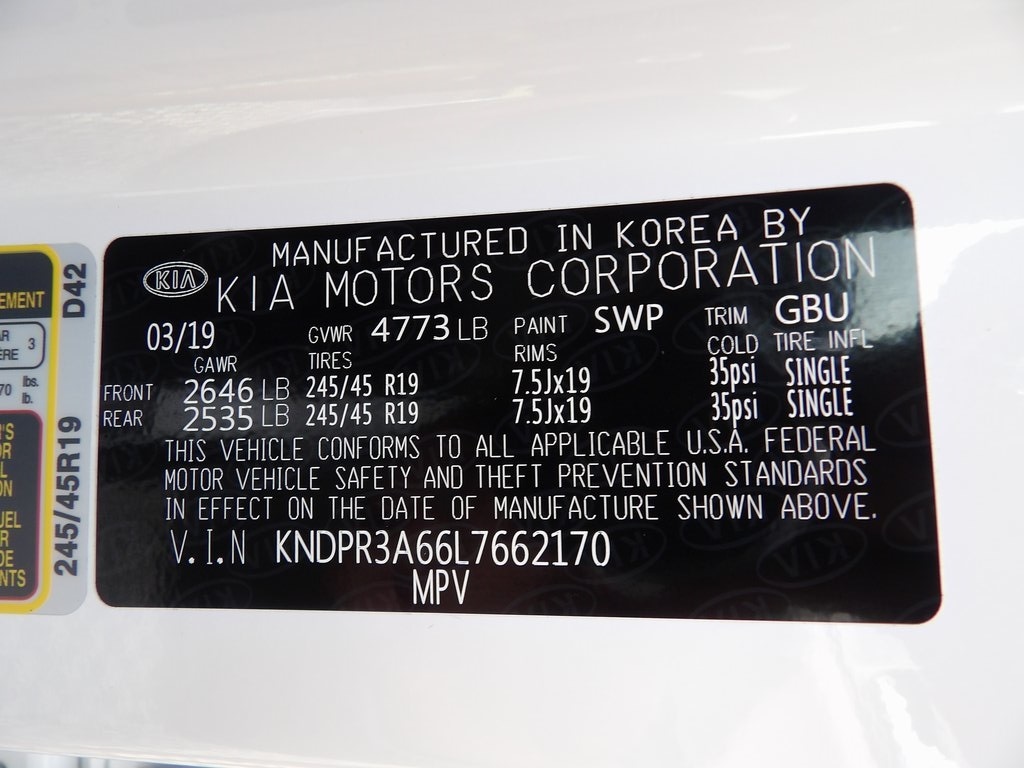 MANUFACTURED IN KOREA BY
KIA KIA MOTORS CORPORATION
03/19 GVWR 4773 LB PAINT SWP TRIM GBU
GAWR TIRES RIMS COLD TIRE INFL
FRONT 2646 LB 245/45 R19 7.5Jx19 35psi SINGLE
REAR 2535 LB 245/45 R19 7.5Jx19 35psi SINGLE
THIS VEHICLE CONFORMS TO ALL APPLICABLE U.S.A. FEDERAL
MOTOR VEHICLE SAFETY AND THEFT PREVENTION STANDARDS
IN EFFECT ON THE DATE OF MANUFACTURE SHOWN ABOVE.
V.I.N KNDPR3A66L7662170
MPV
D42
245/45R19
3
lbs.
lb.